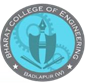 BHARAT COLLEGE OF ENGINEERING
BADLAPUR (W)